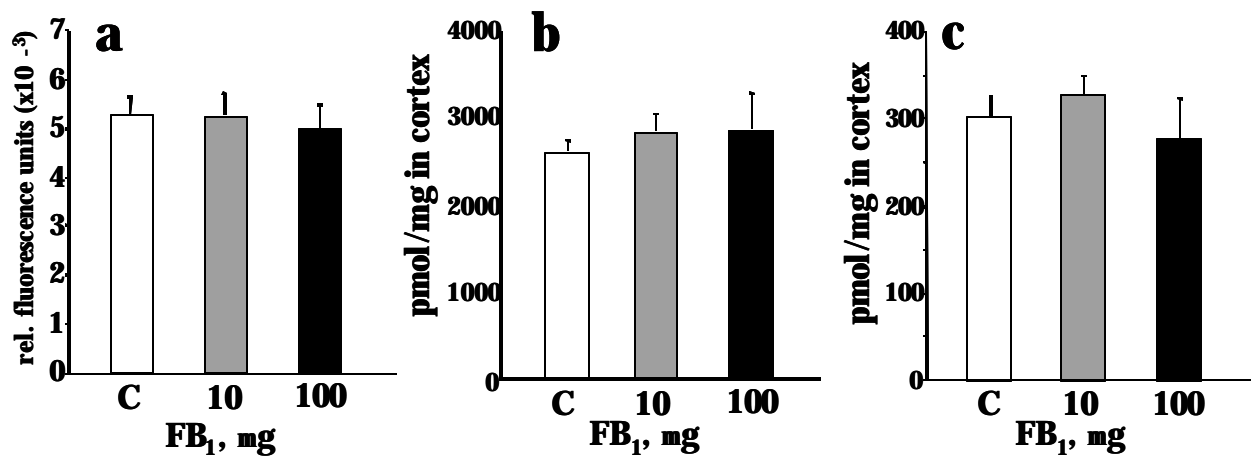 a
rel. fluorescence units (x10 -3)
7
6
5
4
3
2
1
0
C 10 100
FB1, mg
b
pmol/mg in cortex
4000
3000
2000
1000
0
C 10 100
FB1, mg
c
pmol/mg in cortex
400
300
200
100
0
C 10 100
FB1, mg